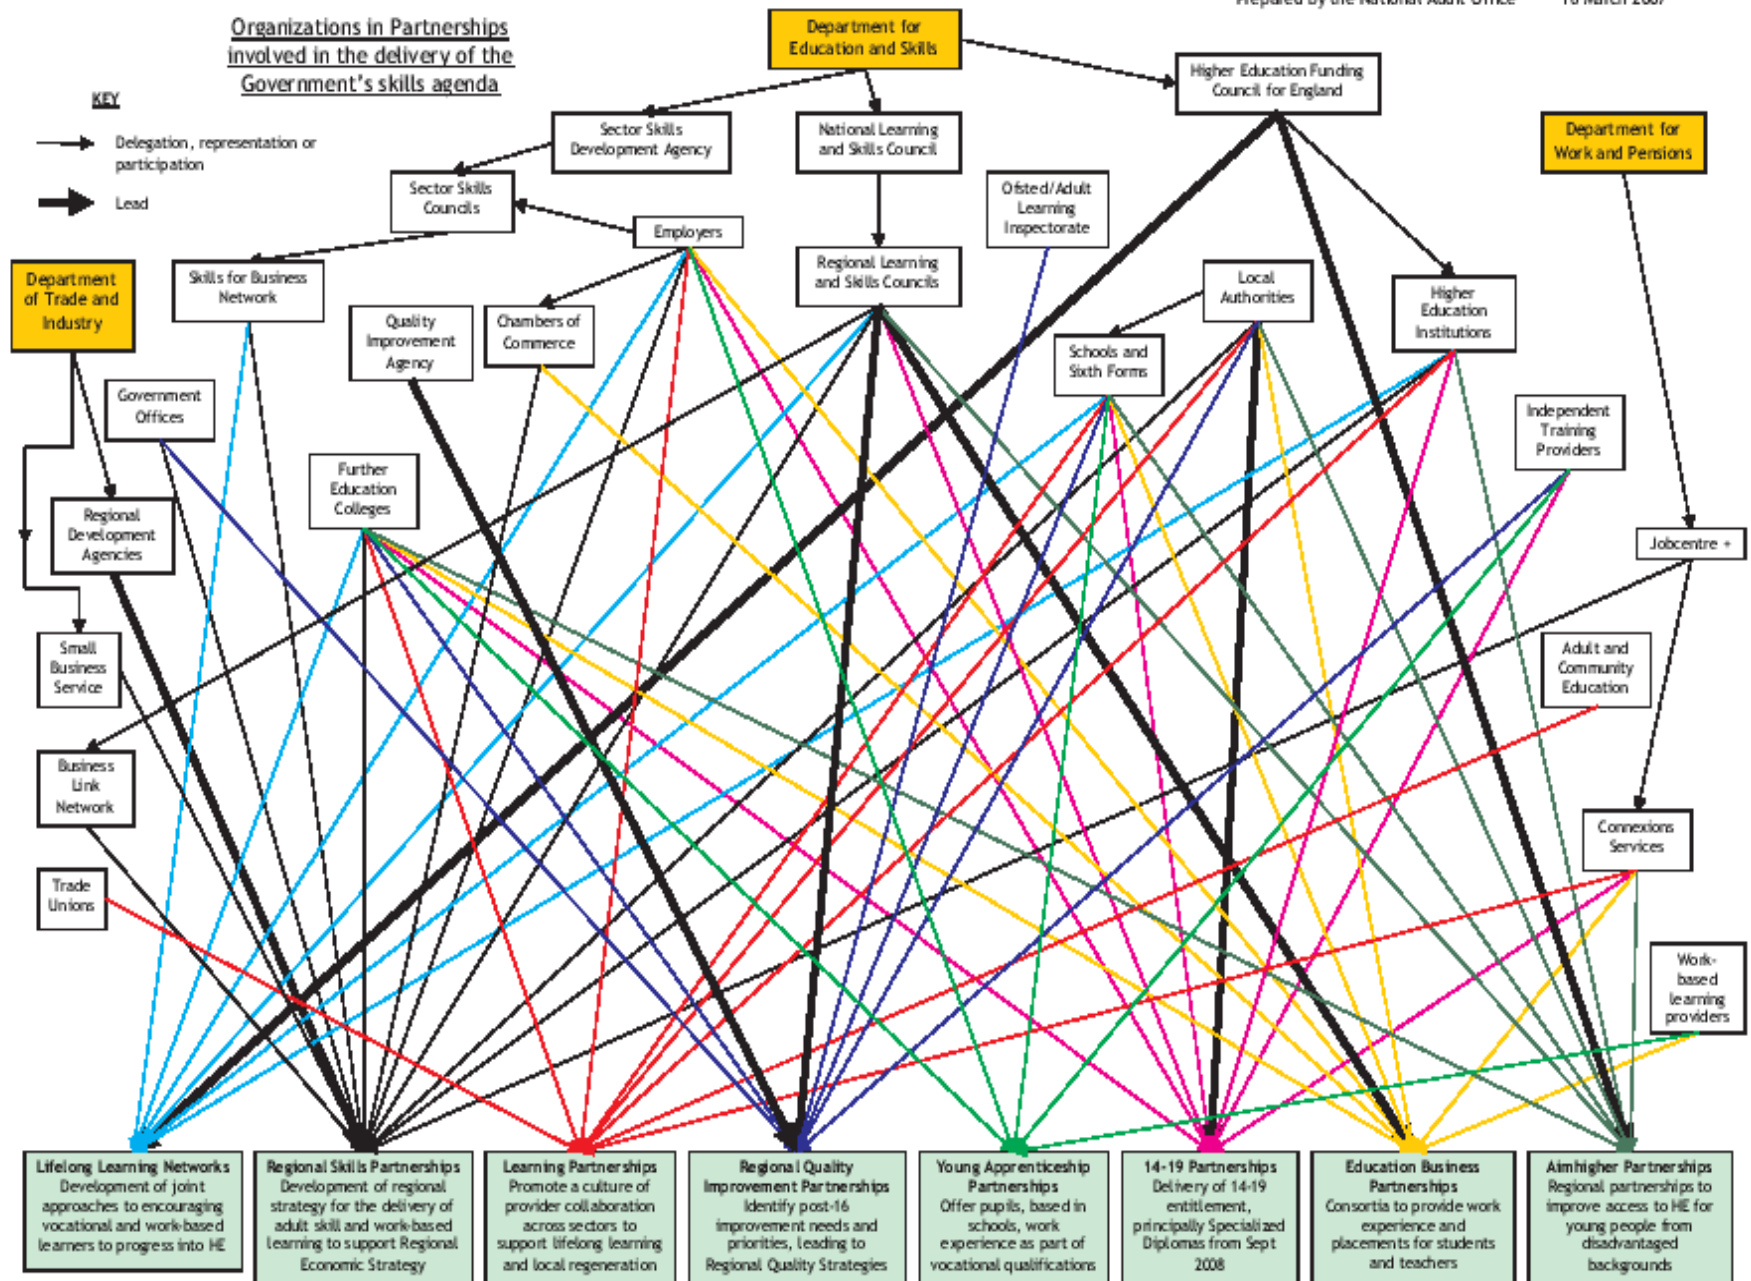 Prepared by the National Audit Office
16 March 2007
Organizations in Partnerships
involved in the delivery of the
Government's skills agenda
KEY
Delegation, representation or
participation
Lead
Department for
Education and Skills
Higher Education Funding
Council for England
Sector Skills
Development Agency
National Learning
and Skills Council
Department for
Work and Pensions
Sector Skills
Councils
Ofsted/Adult
Learning
Inspectorate
Employers
Department
of Trade and
Industry
Skills for Business
Network
Regional Learning
and Skills Councils
Local
Authorities
Higher
Education
Institutions
Quality
Improvement
Agency
Chambers of
Commerce
Schools and
Sixth Forms
Government
Offices
Independent
Training
Providers
Further
Education
Colleges
Regional
Development
Agencies
Jobcentre +
Small
Business
Service
Adult and
Community
Education
Business
Link
Network
Connexions
Services
Trade
Unions
Work-
based
learning
providers
Lifelong Learning Networks
Development of joint
approaches to encouraging
vocational and work-based
learners to progress into HE
Regional Skills Partnerships
Development of regional
strategy for the delivery of
adult skill and work-based
learning to support Regional
Economic Strategy
Learning Partnerships
Promote a culture of
provider collaboration
across sectors to
support lifelong learning
and local regeneration
Regional Quality
Improvement Partnerships
Identify post-16
improvement needs and
priorities, leading to
Regional Quality Strategies
Young Apprenticeship
Partnerships
Offer pupils, based in
schools, work
experience as part of
vocational qualifications
14-19 Partnerships
Delivery of 14-19
entitlement,
principally Specialized
Diplomas from Sept
2008
Education Business
Partnerships
Consortia to provide work
experience and
placements for students
and teachers
Aimhigher Partnerships
Regional partnerships to
improve access to HE for
young people from
disadvantaged
backgrounds